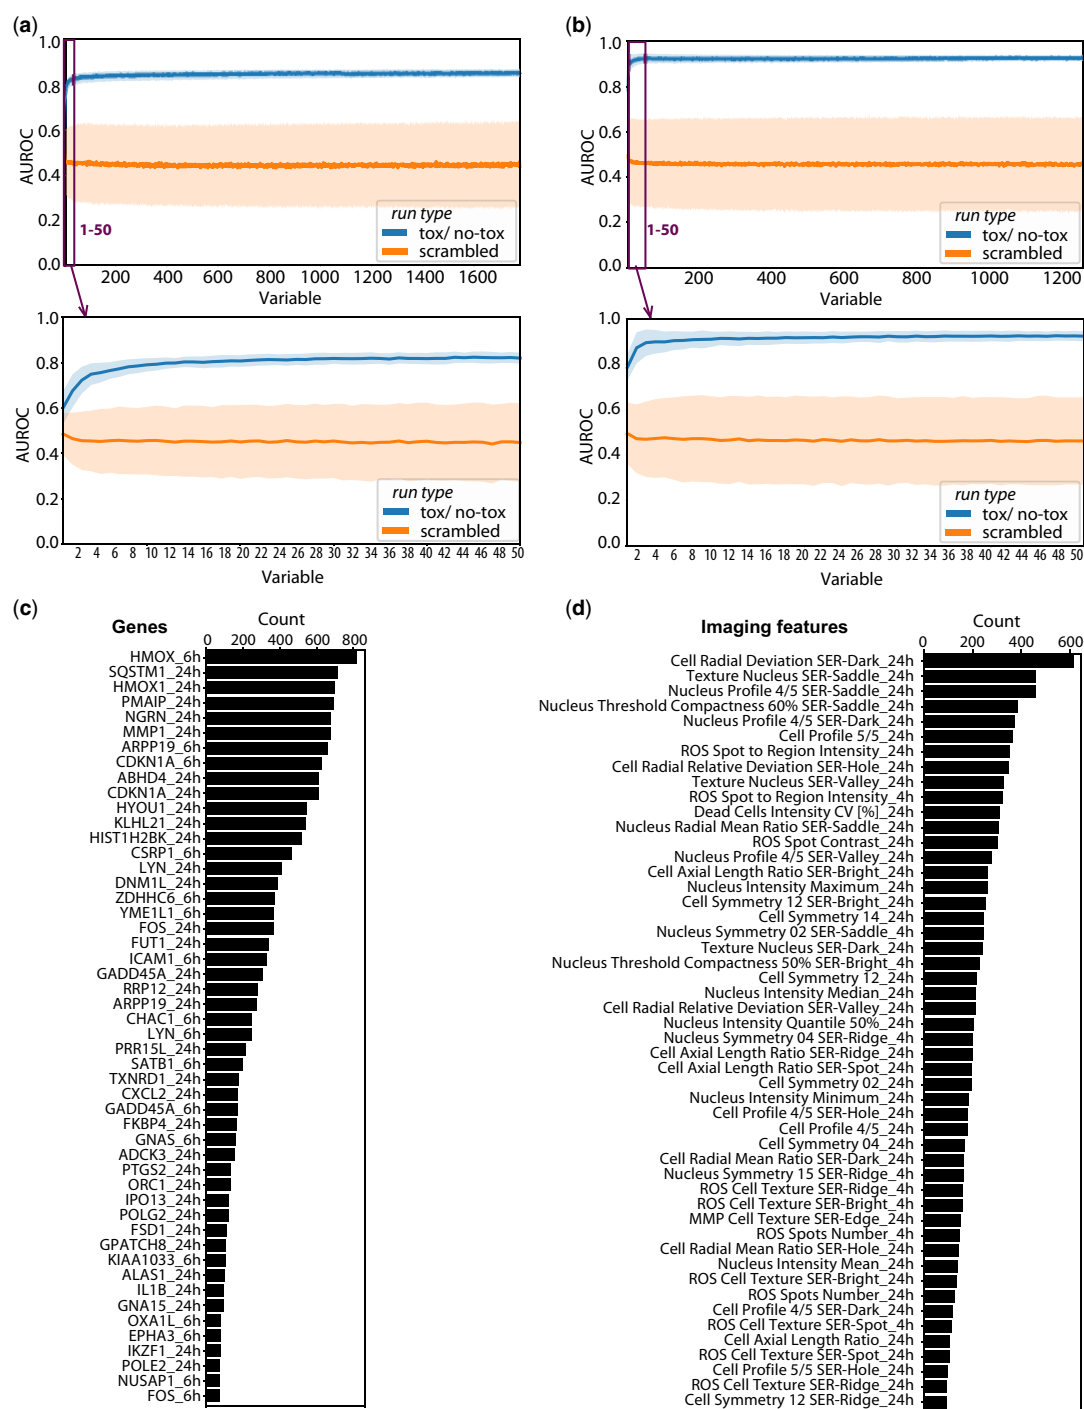 (a)
1.0
0.8
0.6
0.4
0.2
0.0
AUROC
1-50
run type
tox/ no-tox
scrambled
200 400 600 800 1000 1200 1400 1600
Variable
1.0
0.8
0.6
0.4
0.2
0.0
AUROC
run type
tox/ no-tox
scrambled
2 4 6 8 10 12 14 16 18 20 22 24 26 28 30 32 34 36 38 40 42 44 46 48 50
Variable
(b)
1.0
0.8
0.6
0.4
0.2
0.0
AUROC
1-50
run type
tox/ no-tox
scrambled
200 400 600 800 1000 1200
Variable
1.0
0.8
0.6
0.4
0.2
0.0
AUROC
run type
tox/ no-tox
scrambled
2 4 6 8 10 12 14 16 18 20 22 24 26 28 30 32 34 36 38 40 42 44 46 48 50
Variable
(c)
Genes
Count
0 200 400 600 800
HMOX_6h
SQSTM1_24h
HMOX1_24h
PMAIP_24h
NGRN_24h
MMP1_24h
ARPP19_6h
CDKN1A_6h
ABHD4_24h
CDKN1A_24h
HYOU1_24h
KLHL21_24h
HIST1H2BK_24h
CSRP1_6h
LYN_24h
DNM1L_24h
ZDHHC6_6h
YME1L1_6h
FOS_24h
FUT1_24h
ICAM1_6h
GADD45A_24h
RRP12_24h
ARPP19_24h
CHAC1_6h
LYN_6h
PRR15L_24h
SATB1_6h
TXNRD1_24h
CXCL2_24h
GADD45A_6h
FKBP4_24h
GNAS_6h
ADCK3_24h
PTGS2_24h
ORC1_24h
IPO13_24h
POLG2_24h
FSD1_24h
GPATCH8_24h
KIAA1033_6h
ALAS1_24h
IL1B_24h
GNA15_24h
OXA1L_6h
EPHA3_6h
IKZF1_24h
POLE2_24h
NUSAP1_6h
FOS_6h
(d)
Imaging features
Count
0 200 400 600
Cell Radial Deviation SER-Dark_24h
Texture Nucleus SER-Saddle_24h
Nucleus Profile 4/5 SER-Saddle_24h
Nucleus Threshold Compactness 60% SER-Saddle_24h
Nucleus Profile 4/5 SER-Dark_24h
Cell Profile 5/5_24h
ROS Spot to Region Intensity_24h
Cell Radial Relative Deviation SER-Hole_24h
Texture Nucleus SER-Valley_24h
ROS Spot to Region Intensity_4h
Dead Cells Intensity CV [%]_24h
Nucleus Radial Mean Ratio SER-Saddle_24h
ROS Spot Contrast_24h
Nucleus Profile 4/5 SER-Valley_24h
Cell Axial Length Ratio SER-Bright_24h
Nucleus Intensity Maximum_24h
Cell Symmetry 12 SER-Bright_24h
Cell Symmetry 14_24h
Nucleus Symmetry 02 SER-Saddle_4h
Texture Nucleus SER-Dark_24h
Nucleus Threshold Compactness 50% SER-Bright_4h
Cell Symmetry 12_24h
Nucleus Intensity Median_24h
Cell Radial Relative Deviation SER-Valley_24h
Nucleus Intensity Quantile 50%_24h
Nucleus Symmetry 04 SER-Ridge_4h
Cell Axial Length Ratio SER-Ridge_24h
Cell Axial Length Ratio SER-Spot_24h
Cell Symmetry 02_24h
Nucleus Intensity Minimum_24h
Cell Profile 4/5 SER-Hole_24h
Cell Profile 4/5_24h
Cell Symmetry 04_24h
Cell Radial Mean Ratio SER-Dark_24h
Nucleus Symmetry 15 SER-Ridge_4h
ROS Cell Texture SER-Ridge_4h
ROS Cell Texture SER-Bright_4h
MMP Cell Texture SER-Edge_24h
ROS Spots Number_4h
Cell Radial Mean Ratio SER-Hole_24h
Nucleus Intensity Mean_24h
ROS Cell Texture SER-Bright_24h
ROS Spots Number_24h
Cell Profile 4/5 SER-Dark_24h
ROS Cell Texture SER-Spot_4h
Cell Axial Length Ratio_24h
ROS Cell Texture SER-Spot_24h
Cell Profile 5/5 SER-Hole_24h
ROS Cell Texture SER-Ridge_24h
Cell Symmetry 12 SER-Ridge_24h